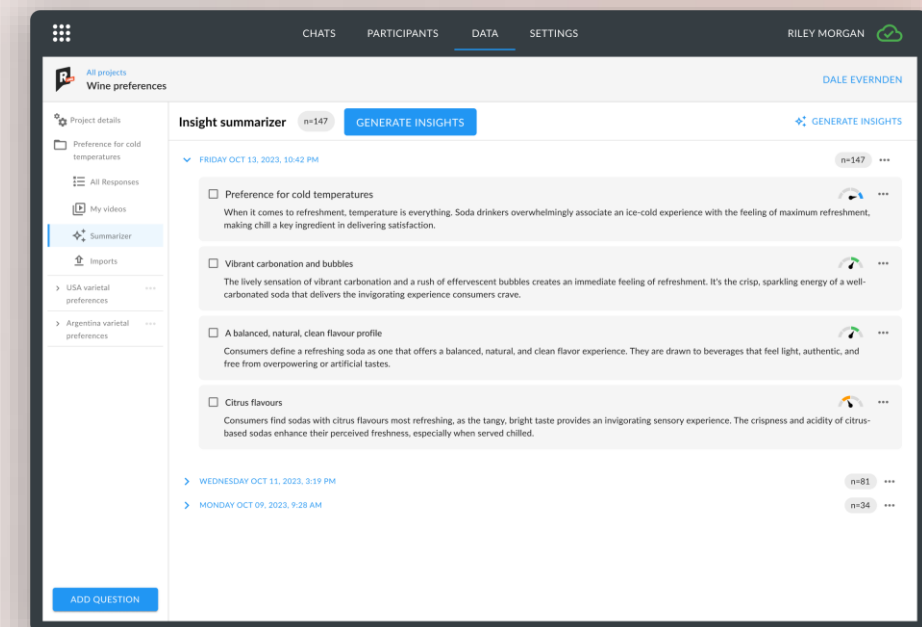 CHATS PARTICIPANTS DATA SETTINGS RILEY MORGAN
R
All projects
Wine preferences
DALE EVERNDEN
Project details
Preference for cold
temperatures
All Responses
My videos
Summarizer
Imports
USA varietal
preferences
Argentina varietal
preferences
ADD QUESTION
Insight summarizer n=147 GENERATE INSIGHTS GENERATE INSIGHTS
FRIDAY OCT 13, 2023, 10:42 PM n=147
Preference for cold temperatures
When it comes to refreshment, temperature is everything. Soda drinkers overwhelmingly associate an ice-cold experience with the feeling of maximum refreshment,
making chill a key ingredient in delivering satisfaction.
Vibrant carbonation and bubbles
The lively sensation of vibrant carbonation and a rush of effervescent bubbles creates an immediate feeling of refreshment. It's the crisp, sparkling energy of a well-
carbonated soda that delivers the invigorating experience consumers crave.
A balanced, natural, clean flavour profile
Consumers define a refreshing soda as one that offers a balanced, natural, and clean flavor experience. They are drawn to beverages that feel light, authentic, and
free from overpowering or artificial tastes.
Citrus flavours
Consumers find sodas with citrus flavours most refreshing, as the tangy, bright taste provides an invigorating sensory experience. The crispness and acidity of citrus-
based sodas enhance their perceived freshness, especially when served chilled.
WEDNESDAY OCT 11, 2023, 3:19 PM n=81
MONDAY OCT 09, 2023, 9:28 AM n=34